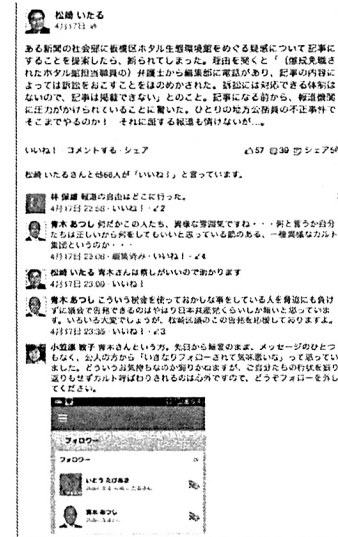 松崎 いたる
4月17日
ある新聞の社会部に板橋区ホタル生態環境館をめぐる疑惑について記事に
することを提案したら、断られてしまった。理由を聞くと「（懲戒免職さ
れたホタル館担当職員の）弁護士から編集部に電話があり、記事の内容に
よっては訴訟をおこすことをほのめかされた。訴訟には対応できる体制は
ないので、記事は掲載できない」とのこと。記事になる前から、報道機関
に圧力がかけられていることに驚いた。ひとりの地方公務員の不正事件で
そこまでやるのか！　それに屈する報道も情けないが…。
いいね！・コメントする・シェア
57 39 シェア5件
松崎 いたるさんと他56人が「いいね！」と言っています。
林 保雄 報道の自由はどこに行った。
4月17日 22:58・いいね！・2
青木 あつし 何だかこの人たち、異様な雰囲気ですね・・・何と言うか自分
たちは正しいから何をしてもいいと思っている節のある、一種異様なカルト
集団というのか・・・
4月17日 23:06・編集済み・いいね！・4
松崎 いたる 青木さんは察しがいいので助かります
4月17日 23:09・いいね！
青木 あつし こういう税金を使っておかしな事をしている人を脅迫にも負け
ずに議会で告発できるのはやはり日本共産党くらいしか無いと思っていま
す。いろいろ大変でしょうが、松崎区議のこの告発を応援しておりますよ。
4月17日 23:35・いいね！・3
小笠原 敦子 青木さんという方。先日から無言のまま、メッセージのひとつ
もなく、公人の方から「いきなりフォローされて気味悪いな」って思ってい
ました。どういうお気持ちなのか測りかねますが、ご自分たちの行状を振り
返りもせずカルト呼ばわりされるのは心外ですので、どうぞフォローを外し
てください。
フォロワー
フォロワー
いとう たけあき
青木 あつし